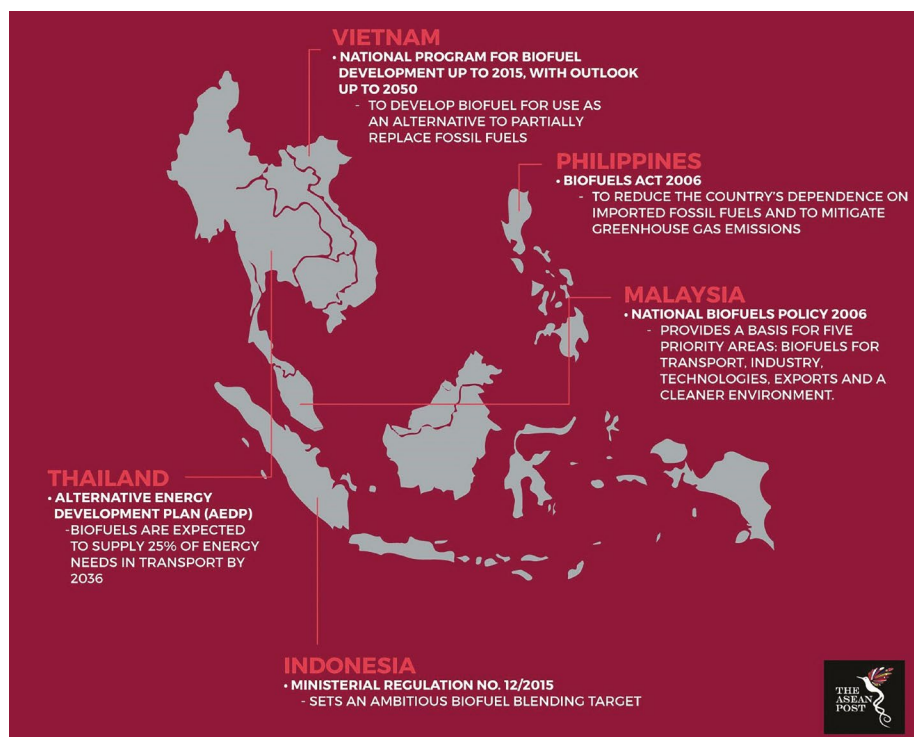 VIETNAM
• NATIONAL PROGRAM FOR BIOFUEL
DEVELOPMENT UP TO 2015, WITH OUTLOOK
UP TO 2050
- TO DEVELOP BIOFUEL FOR USE AS
AN ALTERNATIVE TO PARTIALLY
REPLACE FOSSIL FUELS
PHILIPPINES
• BIOFUELS ACT 2006
- TO REDUCE THE COUNTRY'S DEPENDENCE ON
IMPORTED FOSSIL FUELS AND TO MITIGATE
GREENHOUSE GAS EMISSIONS
MALAYSIA
• NATIONAL BIOFUELS POLICY 2006
- PROVIDES A BASIS FOR FIVE
PRIORITY AREAS: BIOFUELS FOR
TRANSPORT, INDUSTRY,
TECHNOLOGIES, EXPORTS AND A
CLEANER ENVIRONMENT.
THAILAND
• ALTERNATIVE ENERGY
DEVELOPMENT PLAN (AEDP)
-BIOFUELS ARE EXPECTED
TO SUPPLY 25% OF ENERGY
NEEDS IN TRANSPORT BY
2036
INDONESIA
• MINISTERIAL REGULATION NO. 12/2015
- SETS AN AMBITIOUS BIOFUEL BLENDING TARGET
THE
ASEAN
POST